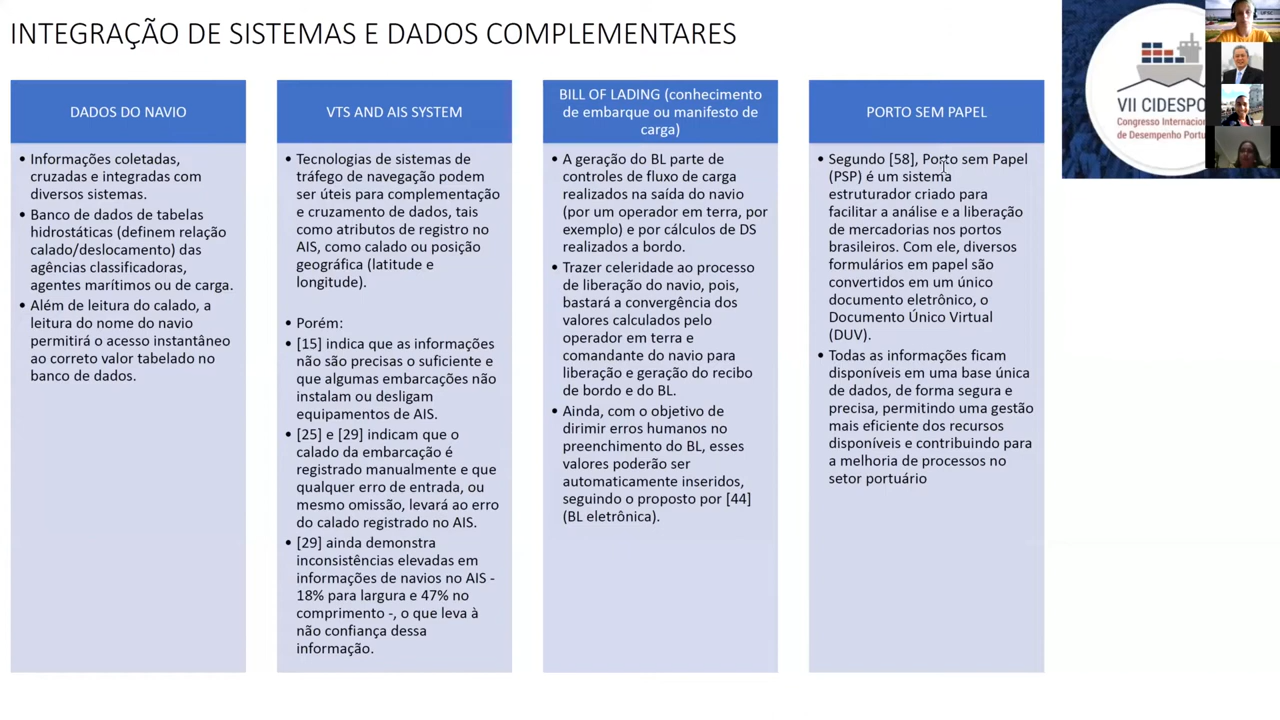 INTEGRAÇÃO DE SISTEMAS E DADOS COMPLEMENTARES
DADOS DO NAVIO
• Informações coletadas,
cruzadas e integradas com
diversos sistemas.
• Banco de dados de tabelas
hidrostáticas (definem relação
calado/deslocamento) das
agências classificadoras,
agentes marítimos ou de carga.
• Além de leitura do calado, a
leitura do nome do navio
permitirá o acesso instantâneo
ao correto valor tabelado no
banco de dados.
VTS AND AIS SYSTEM
• Tecnologias de sistemas de
tráfego de navegação podem
ser úteis para complementação
e cruzamento de dados, tais
como atributos de registro no
AIS, como calado ou posição
geográfica (latitude e
longitude).
• Porém:
• [15] indica que as informações
não são precisas o suficiente e
que algumas embarcações não
instalam ou desligam
equipamentos de AIS.
• [25] e [29] indicam que o
calado da embarcação é
registrado manualmente e que
qualquer erro de entrada, ou
mesmo omissão, levará ao erro
do calado registrado no AIS.
• [29] ainda demonstra
inconsistências elevadas em
informações de navios no AIS -
18% para largura e 47% no
comprimento -, o que leva à
não confiança dessa
informação.
BILL OF LADING (conhecimento
de embarque ou manifesto de
carga)
• A geração do BL parte de
controles de fluxo de carga
realizados na saída do navio
(por um operador em terra, por
exemplo) e por cálculos de DS
realizados a bordo.
• Trazer celeridade ao processo
de liberação do navio, pois,
bastará a convergência dos
valores calculados pelo
operador em terra e
comandante do navio para
liberação e geração do recibo
de bordo e do BL.
• Ainda, com o objetivo de
dirimir erros humanos no
preenchimento do BL, esses
valores poderão ser
automaticamente inseridos,
seguindo o proposto por [44]
(BL eletrônica).
PORTO SEM PAPEL
• Segundo [58], Porto sem Papel
(PSP) é um sistema
estruturador criado para
facilitar a análise e a liberação
de mercadorias nos portos
brasileiros. Com ele, diversos
formulários em papel são
convertidos em um único
documento eletrônico, o
Documento Único Virtual
(DUV).
• Todas as informações ficam
disponíveis em uma base única
de dados, de forma segura e
precisa, permitindo uma gestão
mais eficiente dos recursos
disponíveis e contribuindo para
a melhoria de processos no
setor portuário
VII CIDESPO
Congresso Internacion
de Desempenho Portu